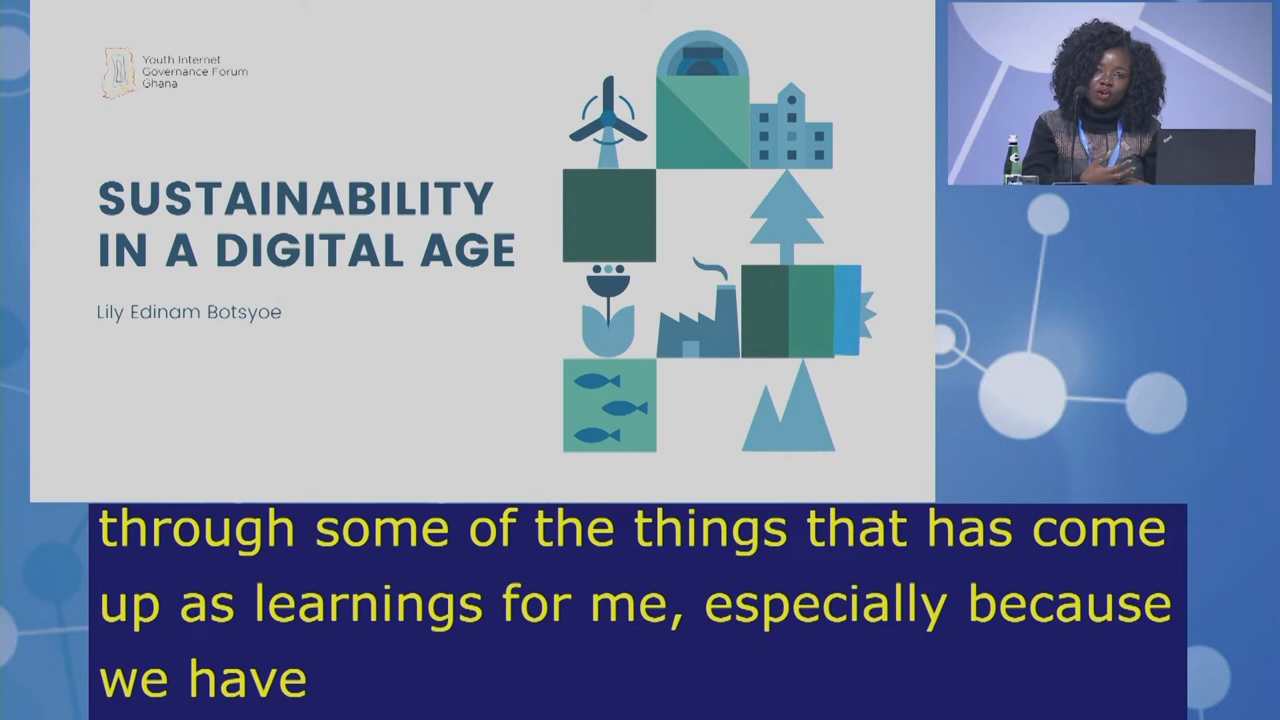 Youth Internet
Governance Forum
Ghana
SUSTAINABILITY
IN A DIGITAL AGE
Lily Edinam Botsyoe
through some of the things that has come
up as learnings for me, especially because
we have